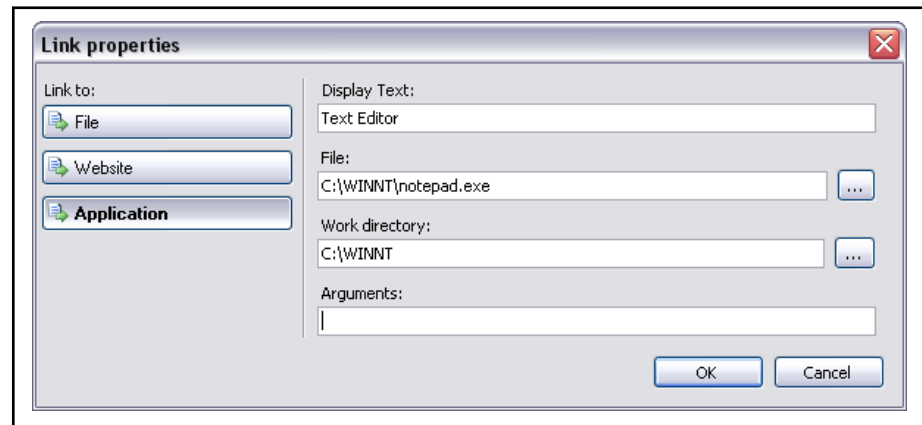 Link properties
Link to:
File
Website
Application
Display Text:
Text Editor
File:
C:\WINNT\notepad.exe
...
Work directory:
C:\WINNT
...
Arguments:
OK
Cancel